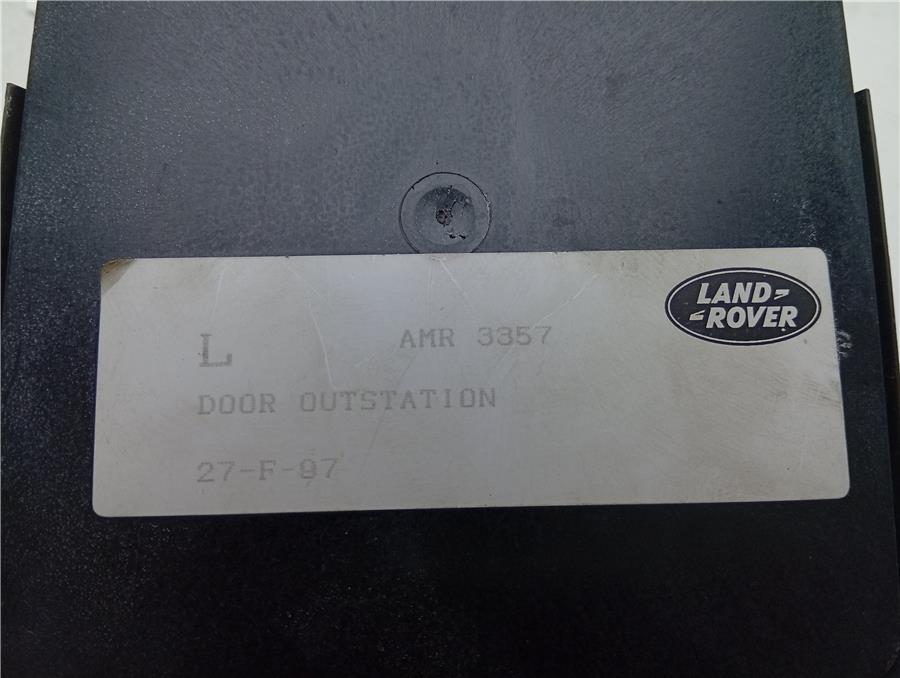 LAND
ROVER
L AMR 3357
DOOR OUTSTATION
27-F-97